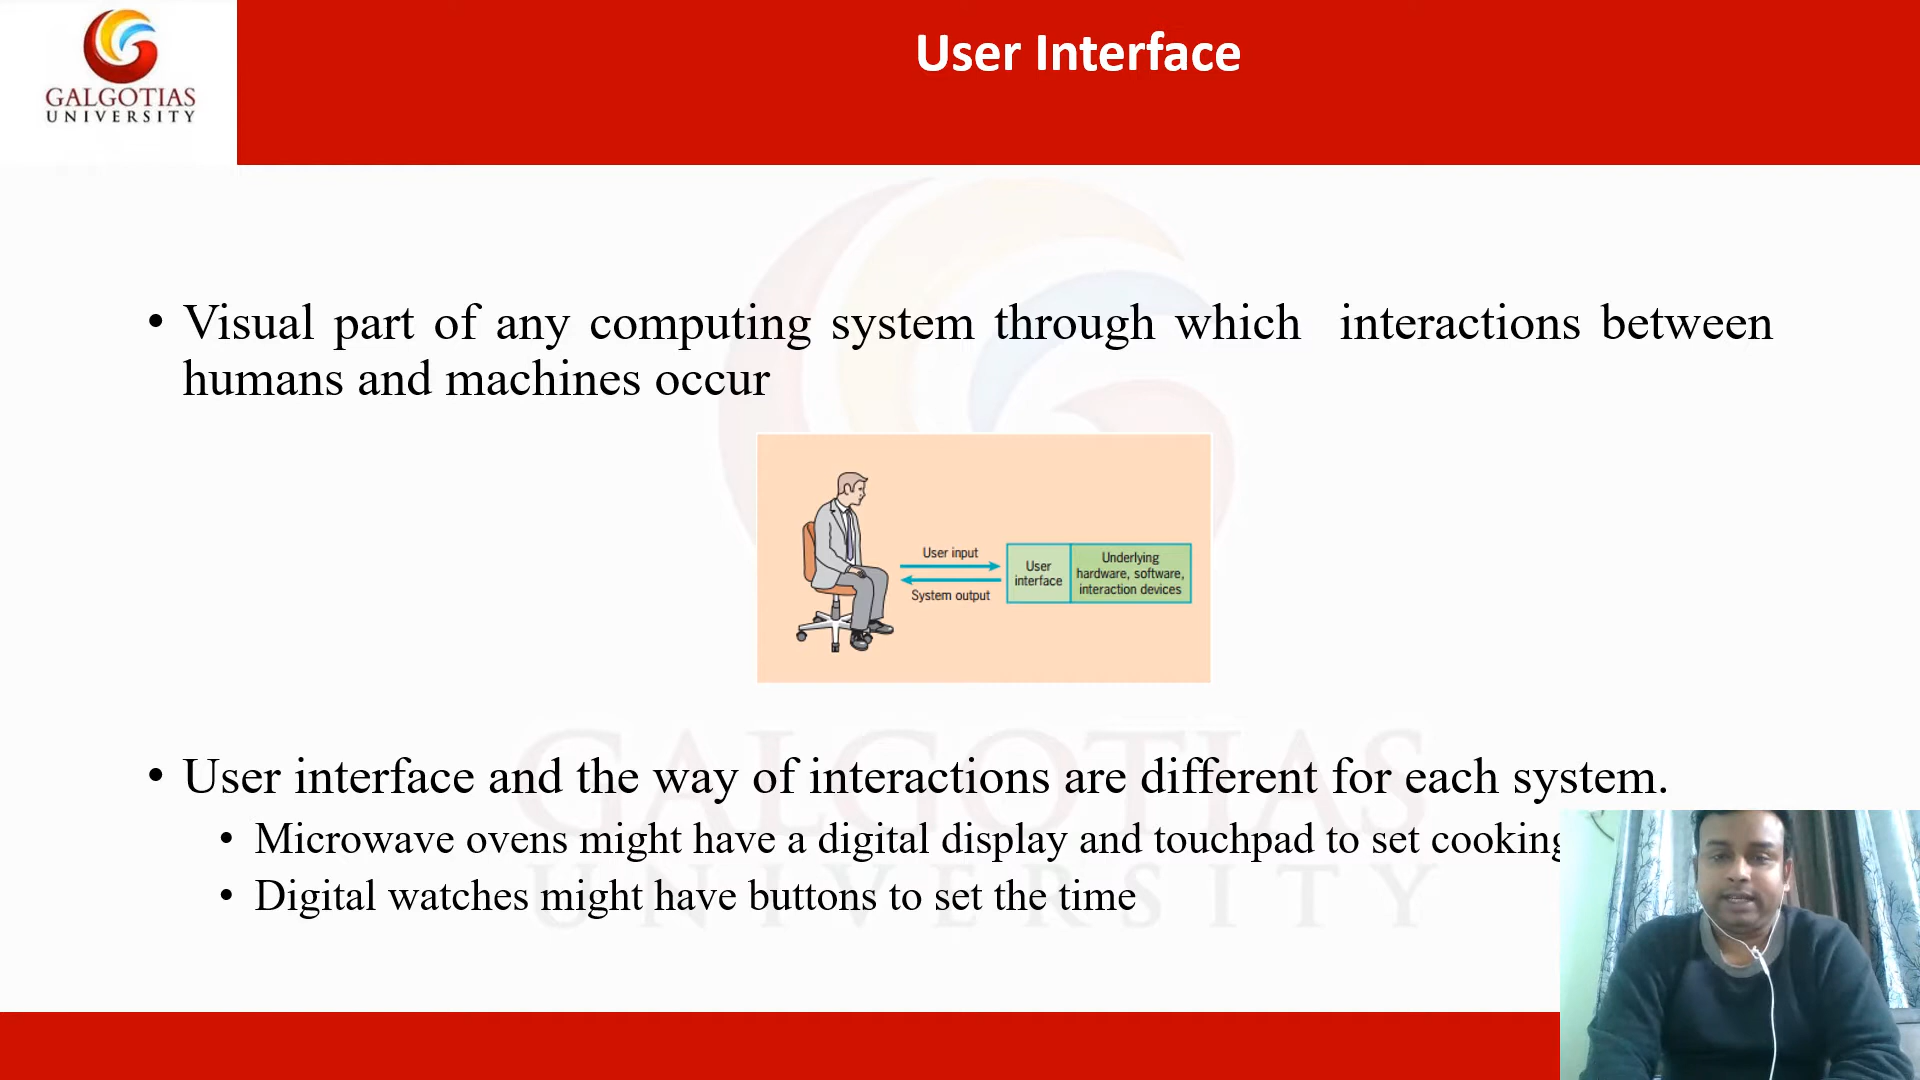 GALGOTIAS
UNIVERSITY
User Interface
• Visual part of any computing system through which interactions between
humans and machines occur
User input
System output
User
interface
Underlying
hardware, software,
interaction devices
• User interface and the way of interactions are different for each system.
• Microwave ovens might have a digital display and touchpad to set cooking
• Digital watches might have buttons to set the time
GALGOTIAS
UNIVERSITY